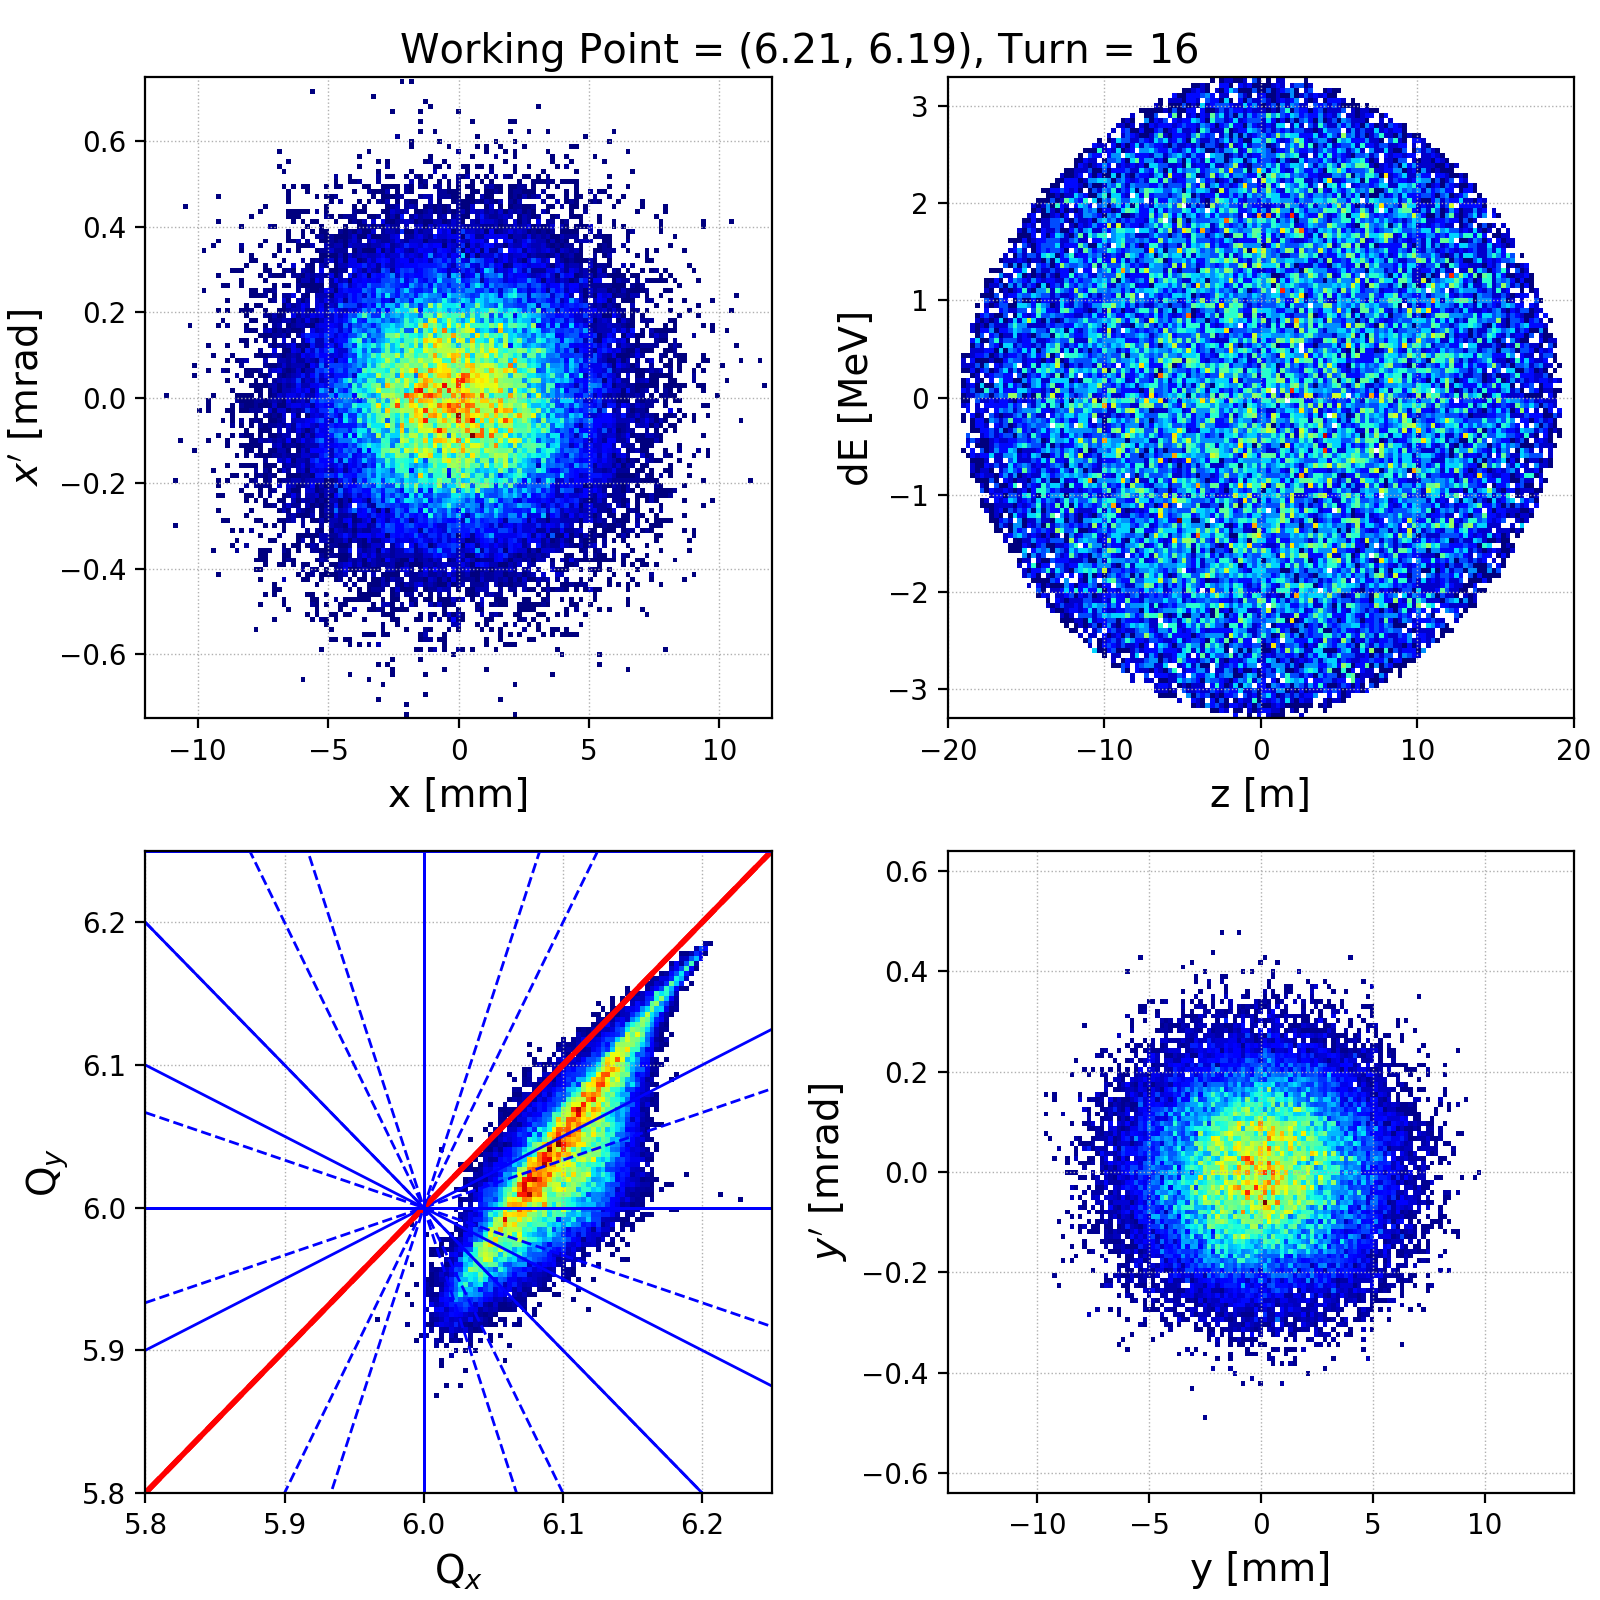 Working Point = (6.21, 6.19), Turn = 16
0.6
0.4
0.2
0.0
−0.2
−0.4
−0.6
x′ [mrad]
−10 −5 0 5 10
x [mm]
3
2
1
0
−1
−2
−3
dE [MeV]
−20 −10 0 10 20
z [m]
6.2
6.1
6.0
5.9
5.8
Qy
5.8 5.9 6.0 6.1 6.2
Qx
0.6
0.4
0.2
0.0
−0.2
−0.4
−0.6
y′ [mrad]
−10 −5 0 5 10
y [mm]